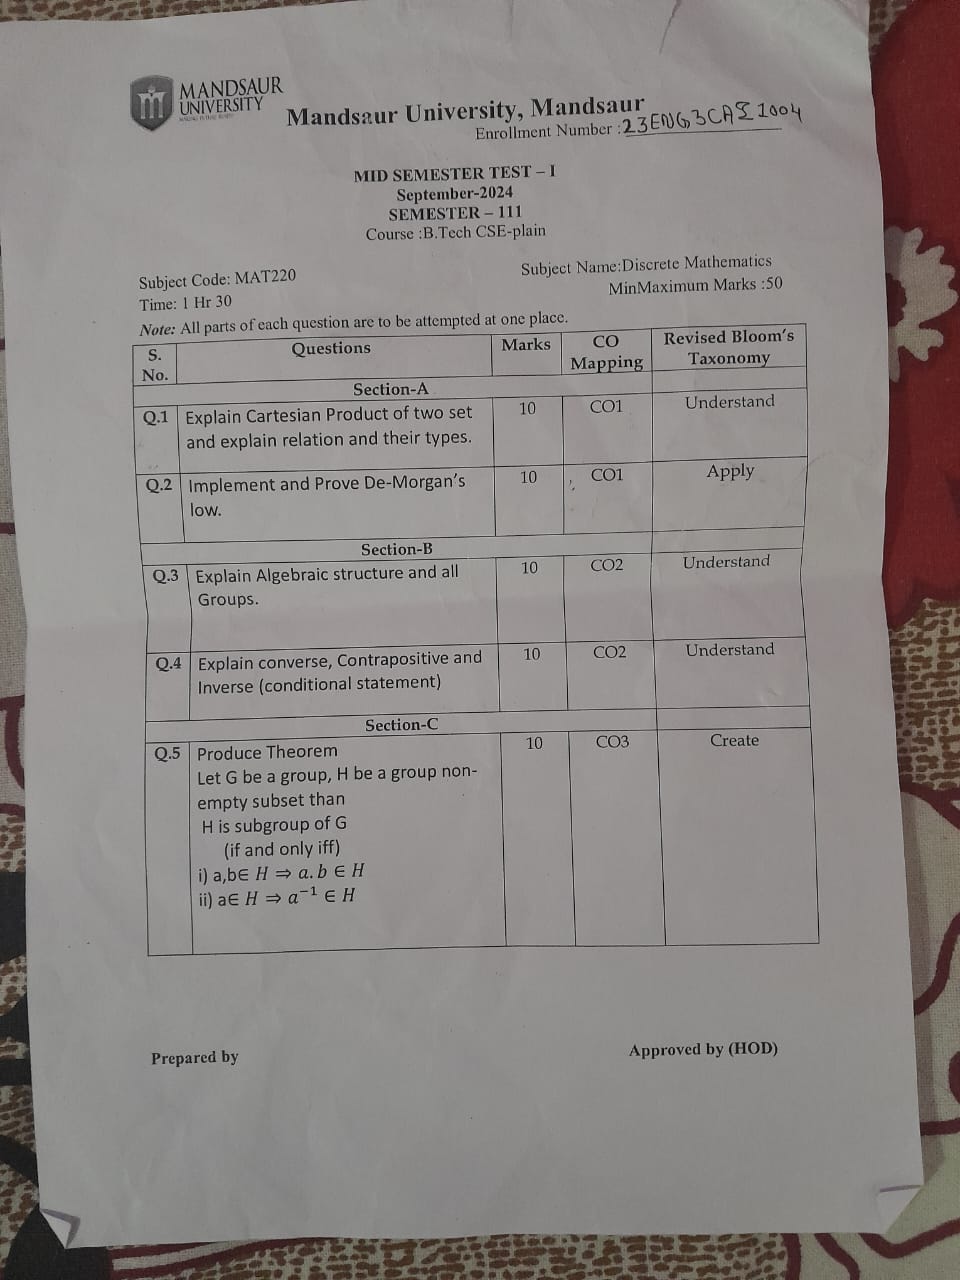 MANDSAUR
UNIVERSITY
Mandsaur University, Mandsaur
Enrollment Number :23ENG3CAI1004
MID SEMESTER TEST – I
September-2024
SEMESTER – 111
Course :B.Tech CSE-plain
Subject Code: MAT220
Subject Name:Discrete Mathematics
Time: 1 Hr 30
MinMaximum Marks :50
Note: All parts of each question are to be attempted at one place.
S. No. Questions Marks CO Mapping Revised Bloom's Taxonomy
Section-A
Q.1 Explain Cartesian Product of two set 10 CO1 Understand
and explain relation and their types.
Q.2 Implement and Prove De-Morgan's 10 CO1 Apply
low.
Section-B
Q.3 Explain Algebraic structure and all 10 CO2 Understand
Groups.
Q.4 Explain converse, Contrapositive and 10 CO2 Understand
Inverse (conditional statement)
Section-C
Q.5 Produce Theorem 10 CO3 Create
Let G be a group, H be a group non-
empty subset than
H is subgroup of G
(if and only iff)
i) a,b∈ H ⇒ a.b ∈ H
ii) a∈ H ⇒ a⁻¹ ∈ H
Prepared by
Approved by (HOD)